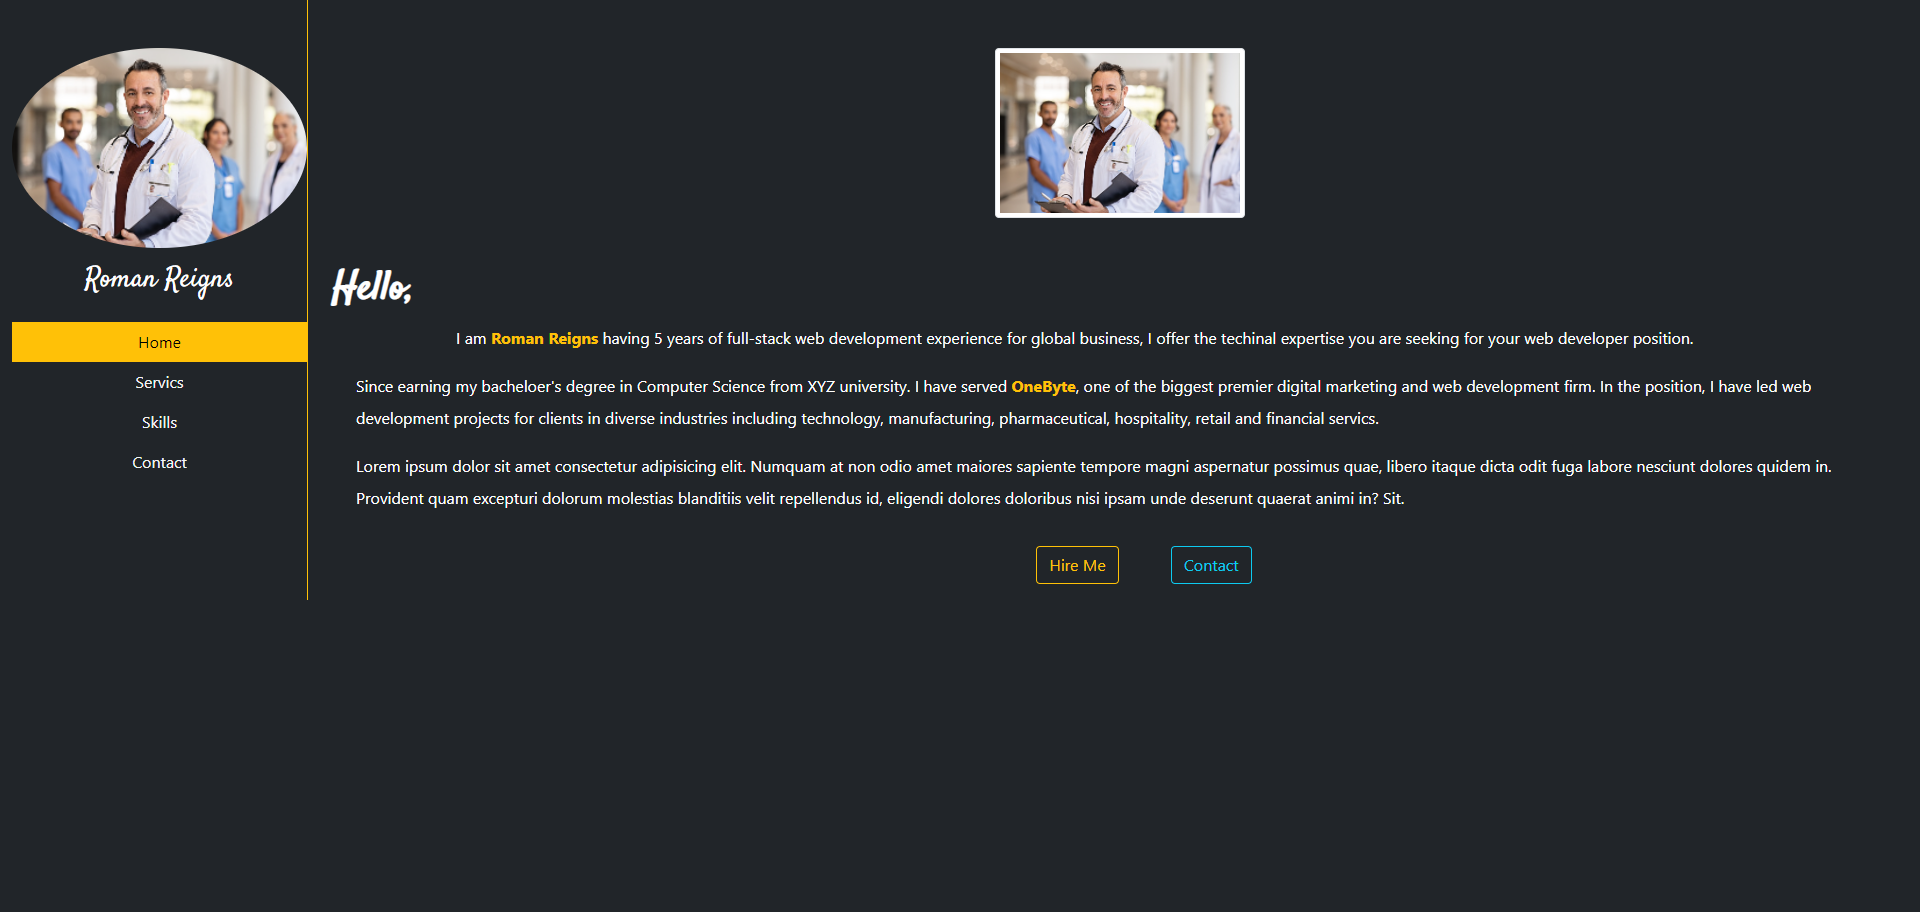 Roman Reigns
Home
Servics
Skills
Contact
Hello,
I am Roman Reigns having 5 years of full-stack web development experience for global business, I offer the techinal expertise you are seeking for your web developer position.
Since earning my bacheloer's degree in Computer Science from XYZ university. I have served OneByte, one of the biggest premier digital marketing and web development firm. In the position, I have led web
development projects for clients in diverse industries including technology, manufacturing, pharmaceutical, hospitality, retail and financial servics.
Lorem ipsum dolor sit amet consectetur adipisicing elit. Numquam at non odio amet maiores sapiente tempore magni aspernatur possimus quae, libero itaque dicta odit fuga labore nesciunt dolores quidem in.
Provident quam excepturi dolorum molestias blanditiis velit repellendus id, eligendi dolores doloribus nisi ipsam unde deserunt quaerat animi in? Sit.
Hire Me
Contact